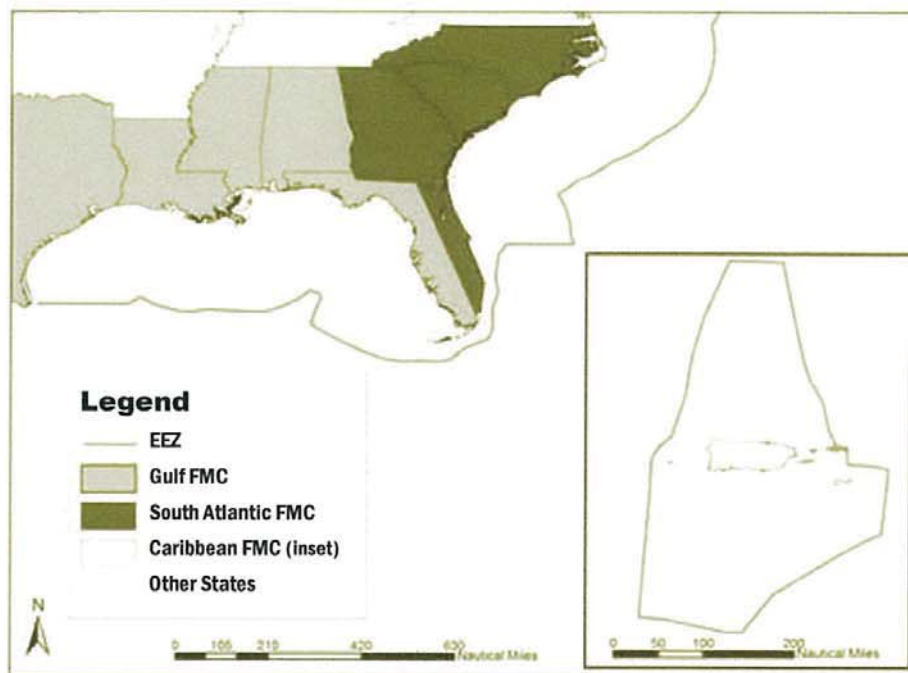 Legend
EEZ
Gulf FMC
South Atlantic FMC
Caribbean FMC (inset)
Other States
N
0 105 210 420 630
Nautical Miles
0 50 100 200
Nautical Miles